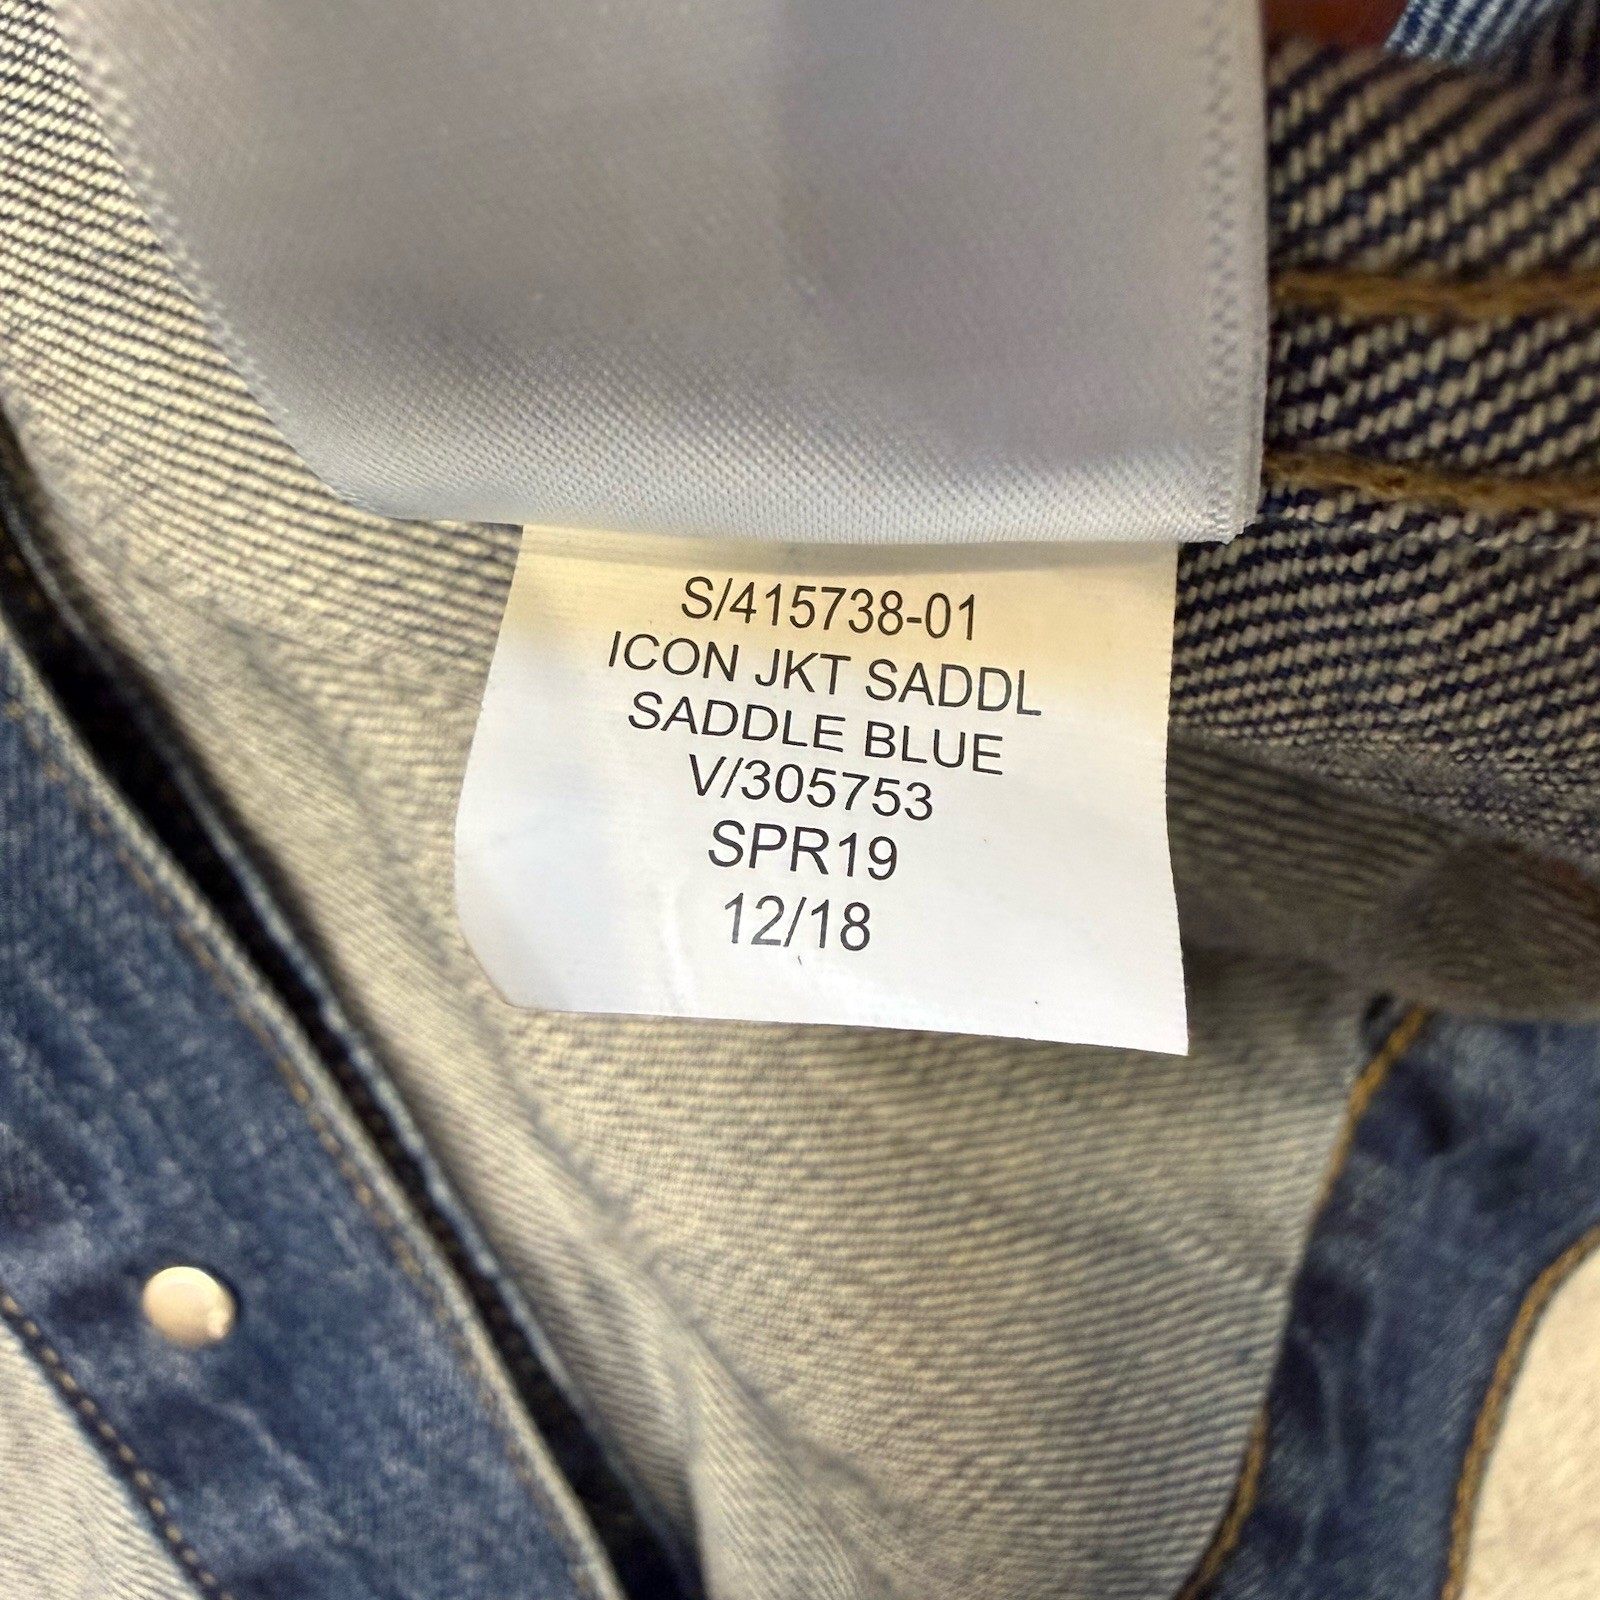 S/415738-01
ICON JKT SADDL
SADDLE BLUE
V/305753
SPR19
12/18